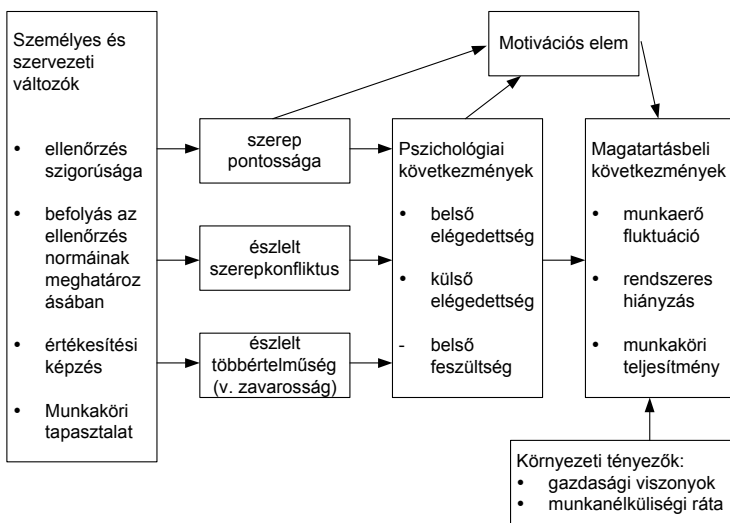 Személyes és
szervezeti
változók
• ellenőrzés
szigorúsága
• befolyás az
ellenőrzés
normáinak
meghatároz
ásában
• értékesítési
képzés
• Munkaköri
tapasztalat
szerep
pontossága
észlelt
szerepkonfliktus
észlelt
többértelműség
(v. zavarosság)
Motivációs elem
Pszichológiai
következmények
• belső
elégedettség
• külső
elégedettség
- belső
feszültség
Magatartásbeli
következmények
• munkaerő
fluktuáció
• rendszeres
hiányzás
• munkaköri
teljesítmény
Környezeti tényezők:
• gazdasági viszonyok
• munkanélküliségi ráta